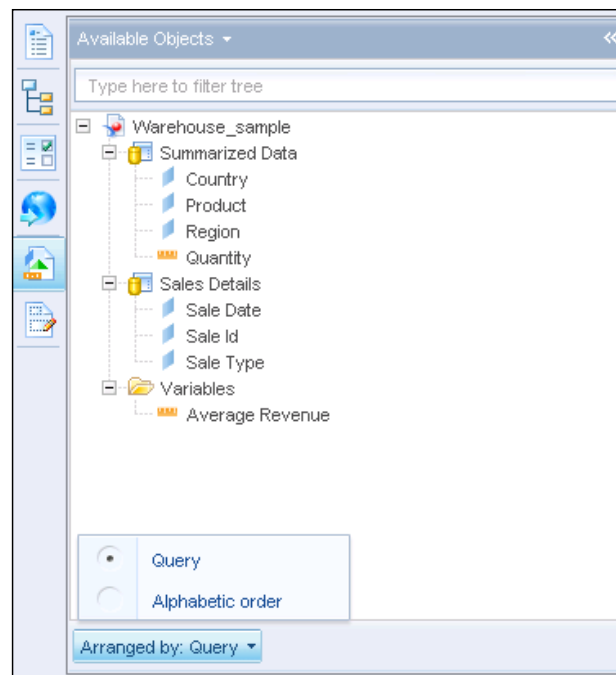 Available Objects
Type here to filter tree
Warehouse_sample
Summarized Data
Country
Product
Region
Quantity
Sales Details
Sale Date
Sale Id
Sale Type
Variables
Average Revenue
Query
Alphabetic order
Arranged by: Query